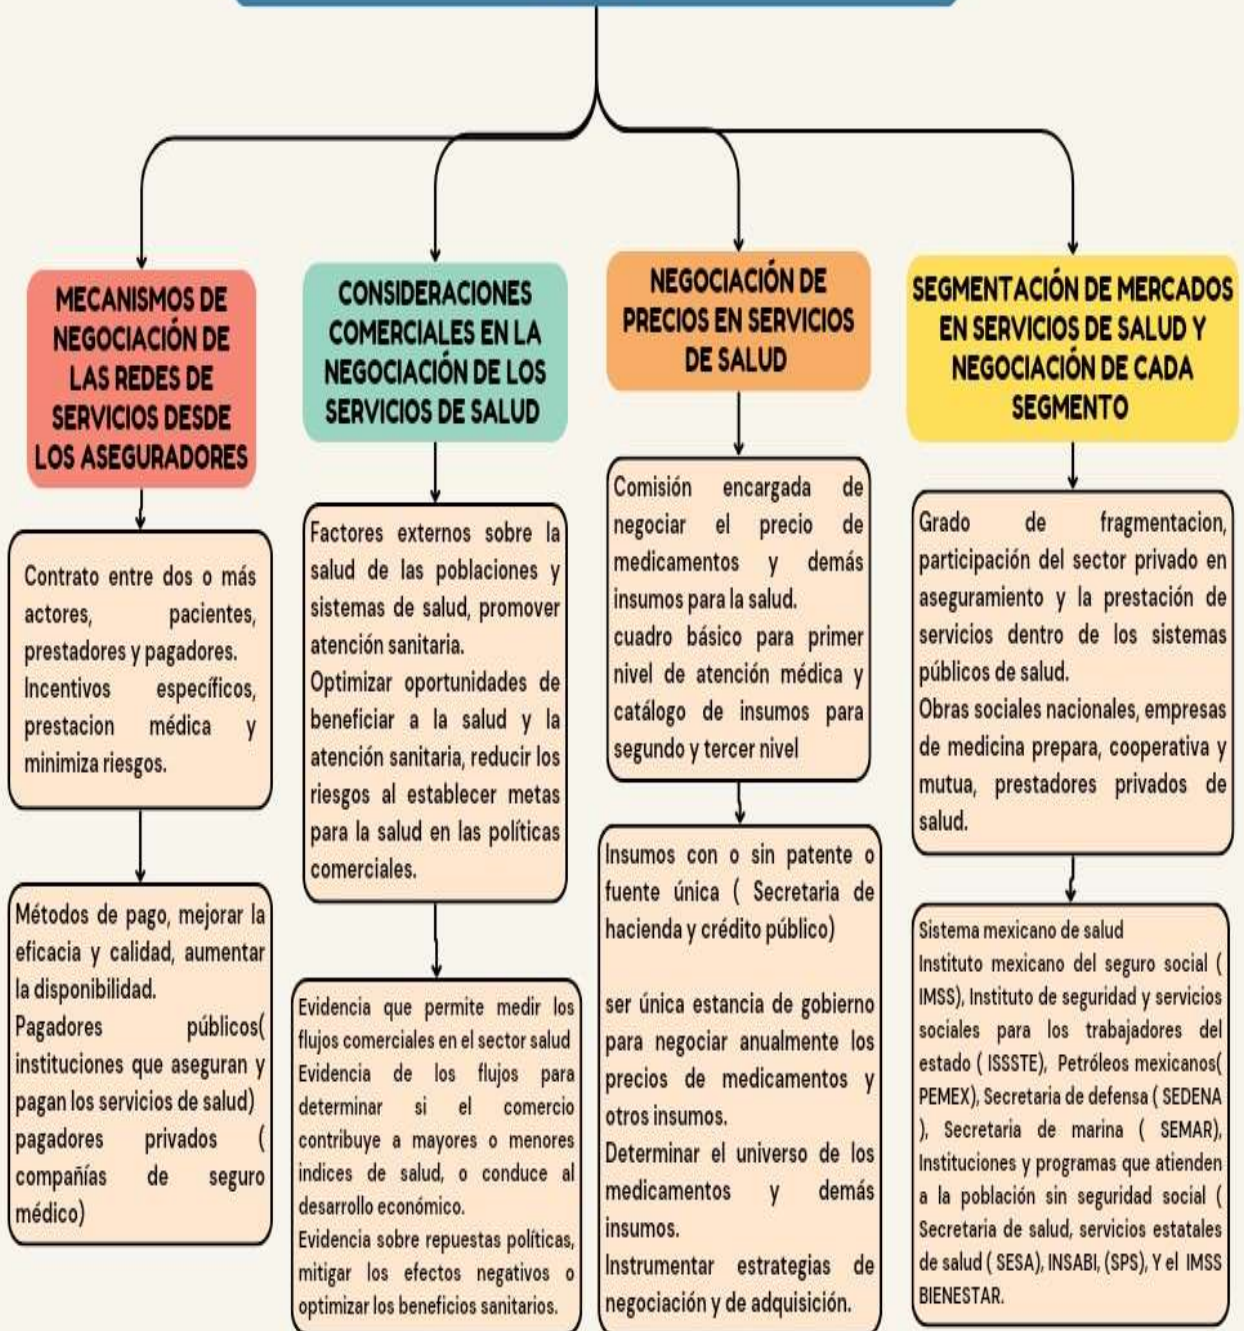 MECANISMOS DE
NEGOCIACIÓN DE
LAS REDES DE
SERVICIOS DESDE
LOS ASEGURADORES
Contrato entre dos o más
actores, pacientes,
prestadores y pagadores.
Incentivos específicos,
prestacion médica y
minimiza riesgos.
Métodos de pago, mejorar la
eficacia y calidad, aumentar
la disponibilidad.
Pagadores públicos(
instituciones que aseguran y
pagan los servicios de salud)
pagadores privados (
compañías de seguro
médico)
CONSIDERACIONES
COMERCIALES EN LA
NEGOCIACIÓN DE LOS
SERVICIOS DE SALUD
Factores externos sobre la
salud de las poblaciones y
sistemas de salud, promover
atención sanitaria.
Optimizar oportunidades de
beneficiar a la salud y la
atención sanitaria, reducir los
riesgos al establecer metas
para la salud en las políticas
comerciales.
Evidencia que permite medir los
flujos comerciales en el sector salud
Evidencia de los flujos para
determinar si el comercio
contribuye a mayores o menores
indices de salud, o conduce al
desarrollo económico.
Evidencia sobre repuestas políticas,
mitigar los efectos negativos o
optimizar los beneficios sanitarios.
NEGOCIACIÓN DE
PRECIOS EN SERVICIOS
DE SALUD
Comisión encargada de
negociar el precio de
medicamentos y demás
insumos para la salud.
cuadro básico para primer
nivel de atención médica y
catálogo de insumos para
segundo y tercer nivel
Insumos con o sin patente o
fuente única ( Secretaria de
hacienda y crédito público)
ser única estancia de gobierno
para negociar anualmente los
precios de medicamentos y
otros insumos.
Determinar el universo de los
medicamentos y demás
insumos.
Instrumentar estrategias de
negociación y de adquisición.
SEGMENTACIÓN DE MERCADOS
EN SERVICIOS DE SALUD Y
NEGOCIACIÓN DE CADA
SEGMENTO
Grado de fragmentacion,
participación del sector privado en
aseguramiento y la prestación de
servicios dentro de los sistemas
públicos de salud.
Obras sociales nacionales, empresas
de medicina prepara, cooperativa y
mutua, prestadores privados de
salud.
Sistema mexicano de salud
Instituto mexicano del seguro social (
IMSS), Instituto de seguridad y servicios
sociales para los trabajadores del
estado ( ISSSTE), Petróleos mexicanos(
PEMEX), Secretaria de defensa ( SEDENA
), Secretaria de marina ( SEMAR),
Instituciones y programas que atienden
a la población sin seguridad social (
Secretaria de salud, servicios estatales
de salud ( SESA), INSABI, (SPS), Y el IMSS
BIENESTAR.